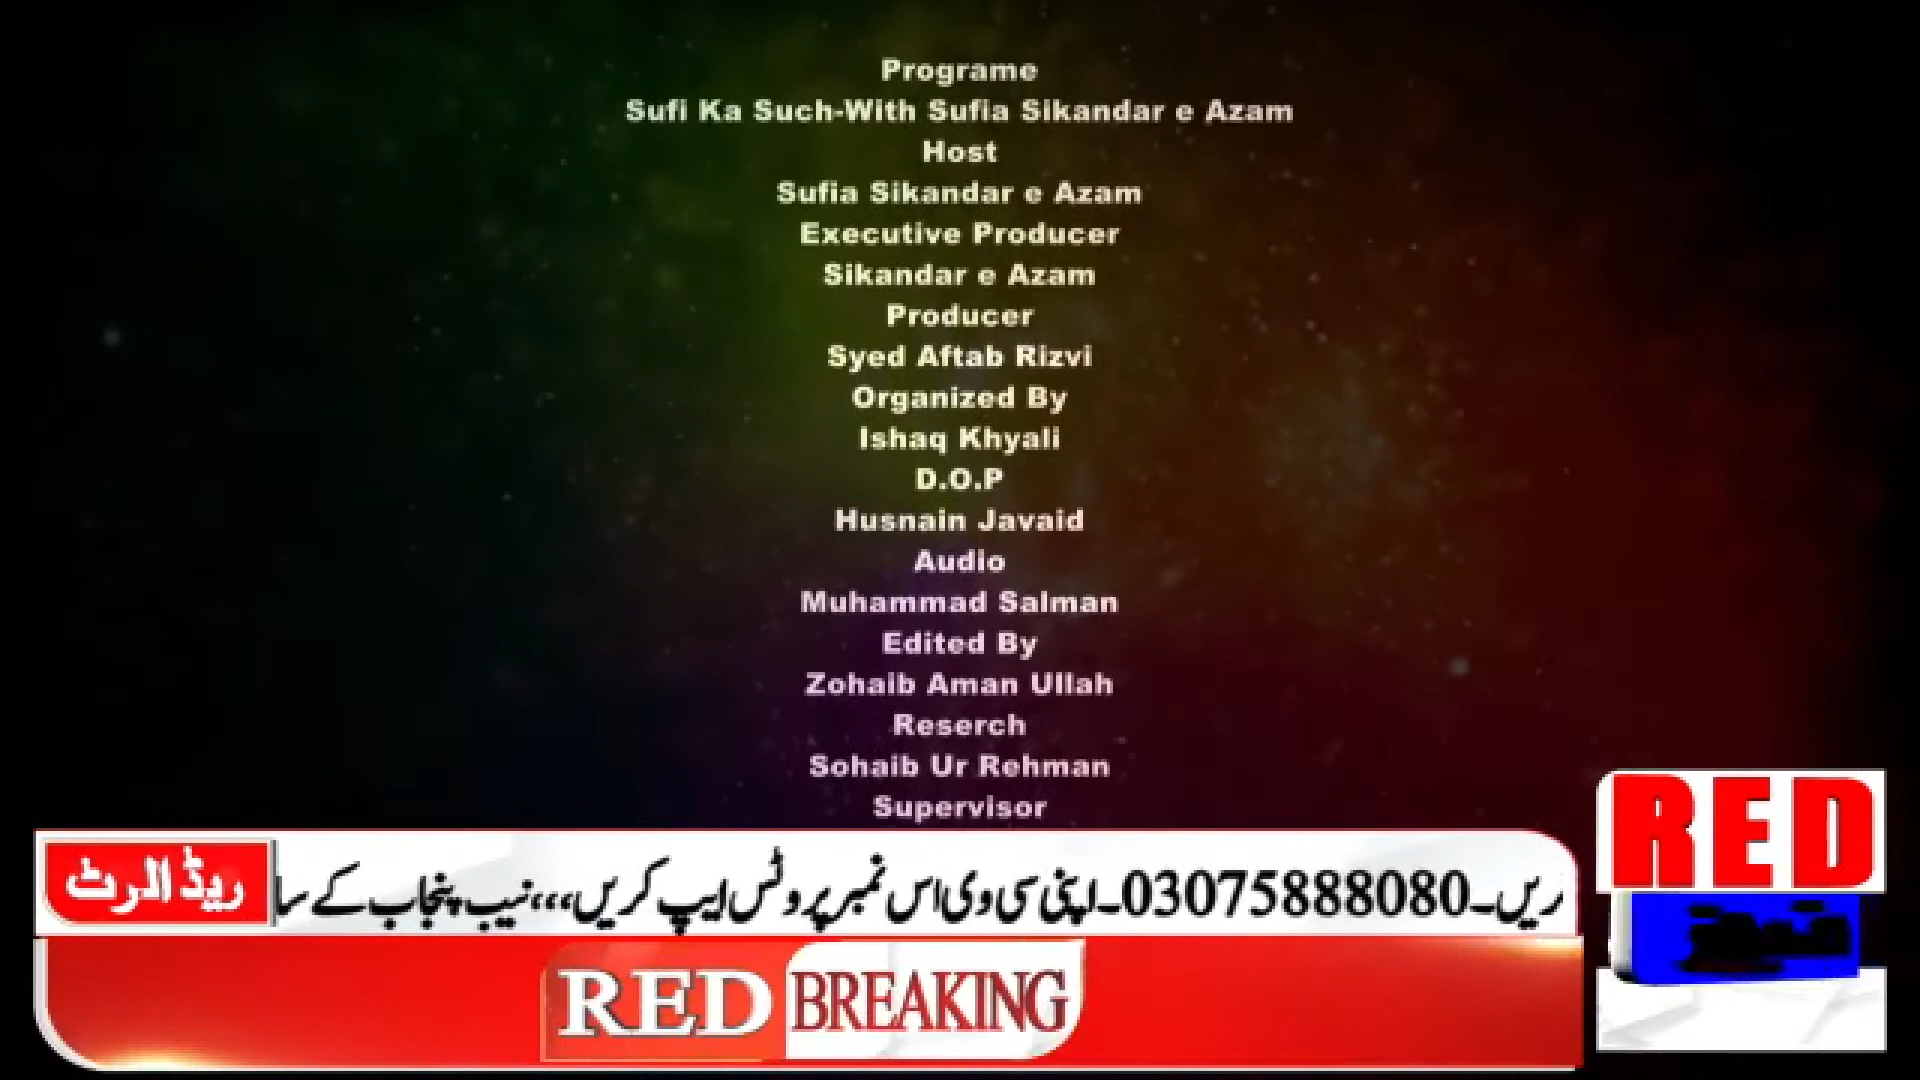 Programe
Sufi Ka Such-With Sufia Sikandar e Azam
Host
Sufia Sikandar e Azam
Executive Producer
Sikandar e Azam
Producer
Syed Aftab Rizvi
Organized By
Ishaq Khyali
D.O.P
Husnain Javaid
Audio
Muhammad Salman
Edited By
Zohaib Aman Ullah
Reserch
Sohaib Ur Rehman
Supervisor
ریڈ الرٹ
ریں۔03075888080۔اپنی سی وی اس نمبر پر وٹس ایپ کریں،،،نیب پنجاب کے سا
RED BREAKING
RED